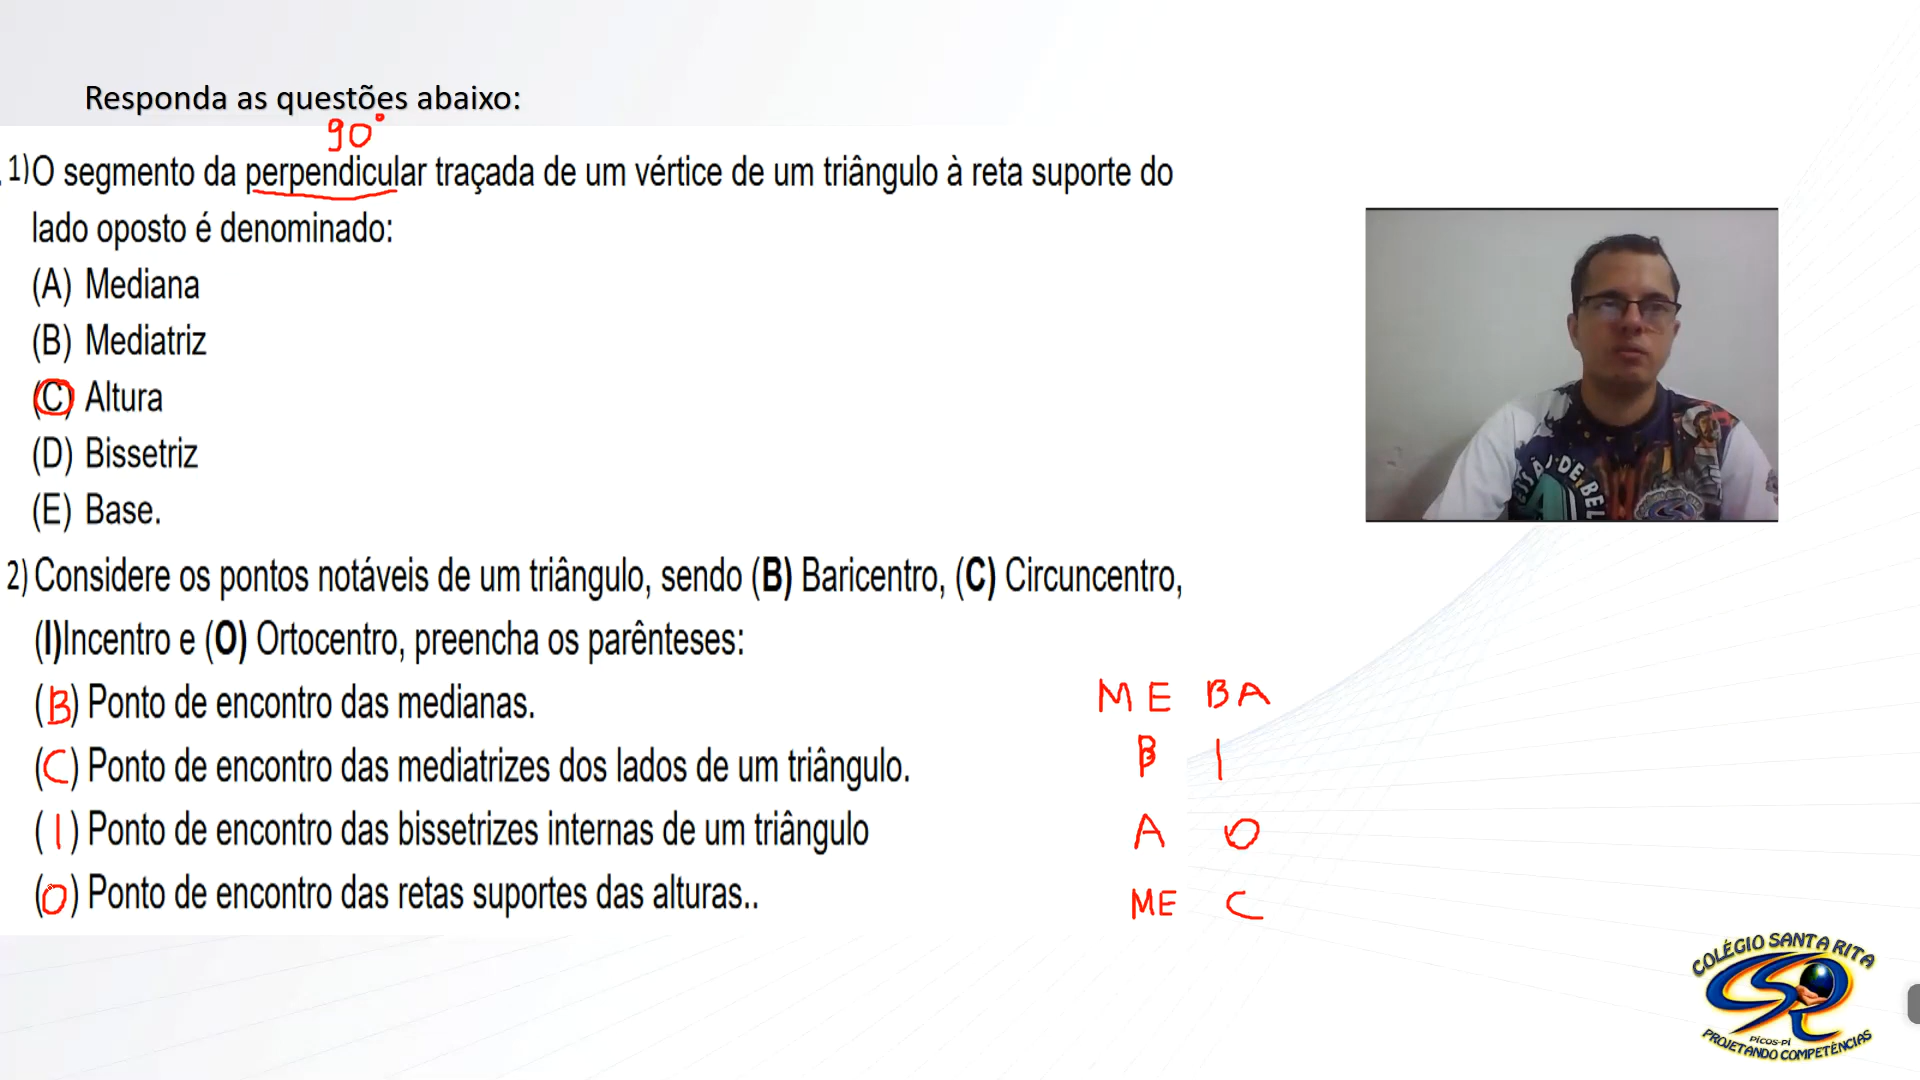 Responda as questões abaixo:
90°
1)O segmento da perpendicular traçada de um vértice de um triângulo à reta suporte do
lado oposto é denominado:
(A) Mediana
(B) Mediatriz
(C) Altura
(D) Bissetriz
(E) Base.
2) Considere os pontos notáveis de um triângulo, sendo (B) Baricentro, (C) Circuncentro,
(I)Incentro e (O) Ortocentro, preencha os parênteses:
(B) Ponto de encontro das medianas.
(C) Ponto de encontro das mediatrizes dos lados de um triângulo.
(I) Ponto de encontro das bissetrizes internas de um triângulo
(O) Ponto de encontro das retas suportes das alturas..
ME BA
B I
A O
ME C
DE BEL
COLÉGIO SANTA RITA
PICOS-PI
PROJETANDO COMPETÊNCIAS